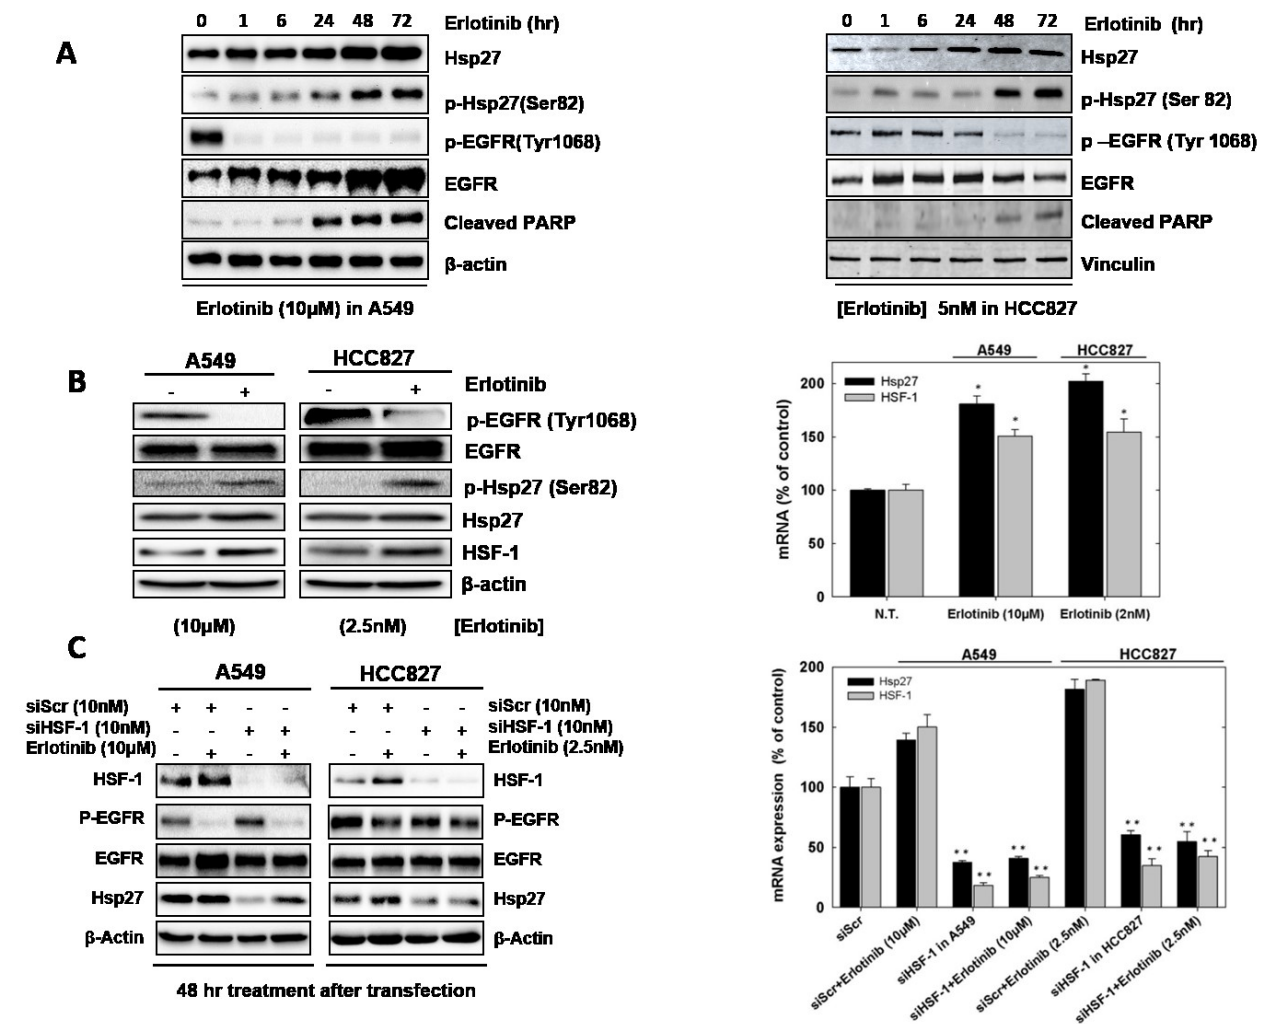 A
0 1 6 24 48 72 Erlotinib (hr)
Hsp27
p-Hsp27(Ser82)
p-EGFR(Tyr1068)
EGFR
Cleaved PARP
β-actin
Erlotinib (10µM) in A549
0 1 6 24 48 72 Erlotinib (hr)
Hsp27
p-Hsp27 (Ser 82)
p –EGFR (Tyr 1068)
EGFR
Cleaved PARP
Vinculin
[Erlotinib] 5nM in HCC827
B
A549 HCC827
- + - + Erlotinib
p-EGFR (Tyr1068)
EGFR
p-Hsp27 (Ser82)
Hsp27
HSF-1
β-actin
(10µM) (2.5nM) [Erlotinib]
A549 HCC827
Hsp27
HSF-1
* * * *
mRNA (% of control)
200
150
100
50
0
N.T. Erlotinib (10µM) Erlotinib (2nM)
C
A549 HCC827
siScr (10nM) + + - - + + - - siScr (10nM)
siHSF-1 (10nM) - - + + - - + + siHSF-1 (10nM)
Erlotinib (10µM) - + - + - + - + Erlotinib (2.5nM)
HSF-1 HSF-1
P-EGFR P-EGFR
EGFR EGFR
Hsp27 Hsp27
β-Actin β-Actin
48 hr treatment after transfection
A549 HCC827
Hsp27
HSF-1
mRNA expression (% of control)
200
150
100
50
0
** ** ** ** ** ** ** **
siScr
siScr+Erlotinib (10µM)
siHSF-1 in A549
siHSF-1+Erlotinib (10µM)
siScr+Erlotinib (2.5nM)
siHSF-1 in HCC827
siHSF-1+Erlotinib (2.5nM)